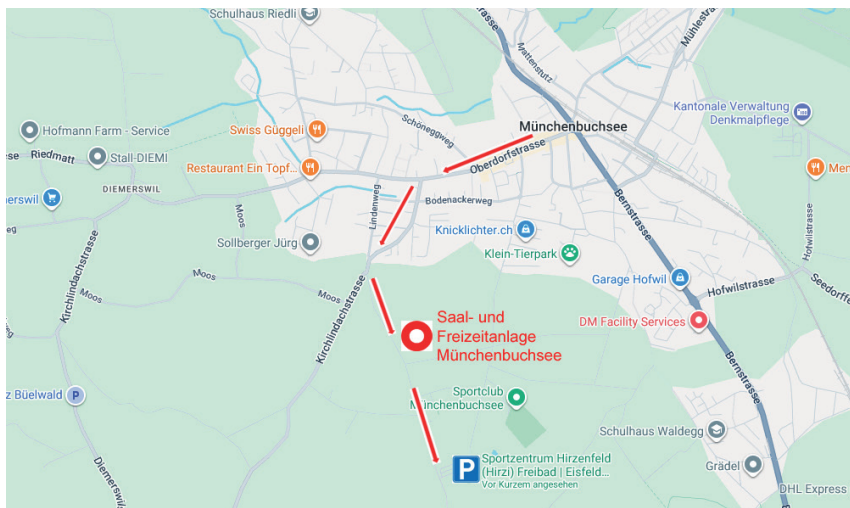 Schulhaus Riedli
Mattenstutz
Mühlestrasse
Kantonale Verwaltung
Denkmalpflege
Hofmann Farm - Service
Swiss Güggeli
Schöneggweg
Münchenbuchsee
Riedmatt
Stall-DIEMI
Restaurant Ein Topf...
Oberdorfstrasse
DIEMERSWIL
Lindenweg
Bodenackerweg
Bernstrasse
Moos
Knicklichter.ch
Sollberger Jürg
Klein-Tierpark
Hofwilstrasse
Kirchlindachstrasse
Moos
Moos
Garage Hofwil
Hofwilstrasse
Kirchlindachstrasse
Saal- und
Freizeitanlage
Münchenbuchsee
DM Facility Services
Bernstrasse
Sportclub
Münchenbuchsee
z Büelwald
P
Schulhaus Waldegg
P
Sportzentrum Hirzenfeld
(Hirzi) Freibad | Eisfeld...
Vor Kurzem angesehen
Grädel
DHL Express